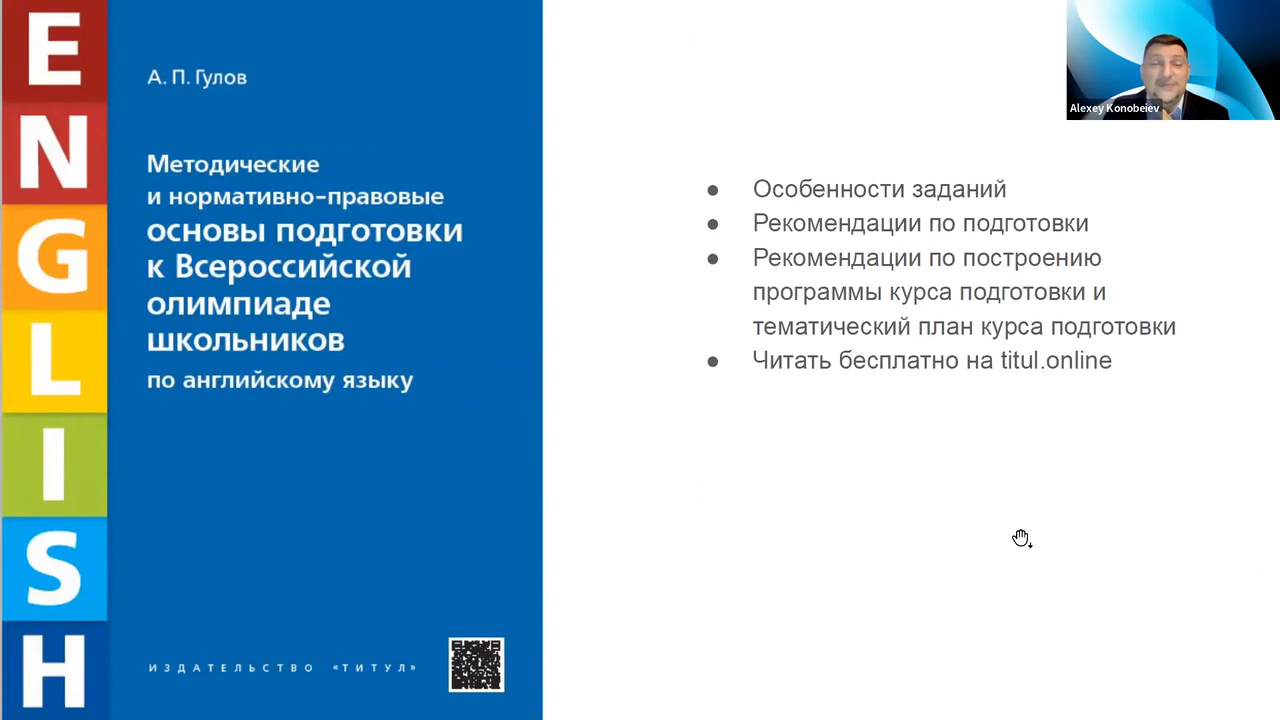 ENGLISH
А. П. Гулов
Методические
и нормативно-правовые
основы подготовки
к Всероссийской
олимпиаде
школьников
по английскому языку
ИЗДАТЕЛЬСТВО «ТИТУЛ»
Alexey Konobeiev
● Особенности заданий
● Рекомендации по подготовки
● Рекомендации по построению
программы курса подготовки и
тематический план курса подготовки
● Читать бесплатно на titul.online